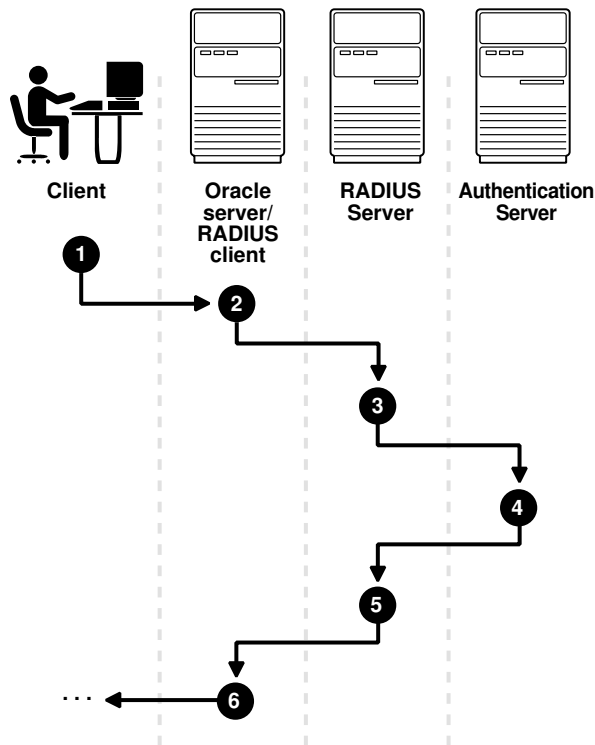 Client
Oracle
server/
RADIUS
client
RADIUS
Server
Authentication
Server
1
2
3
4
5
6
. . .